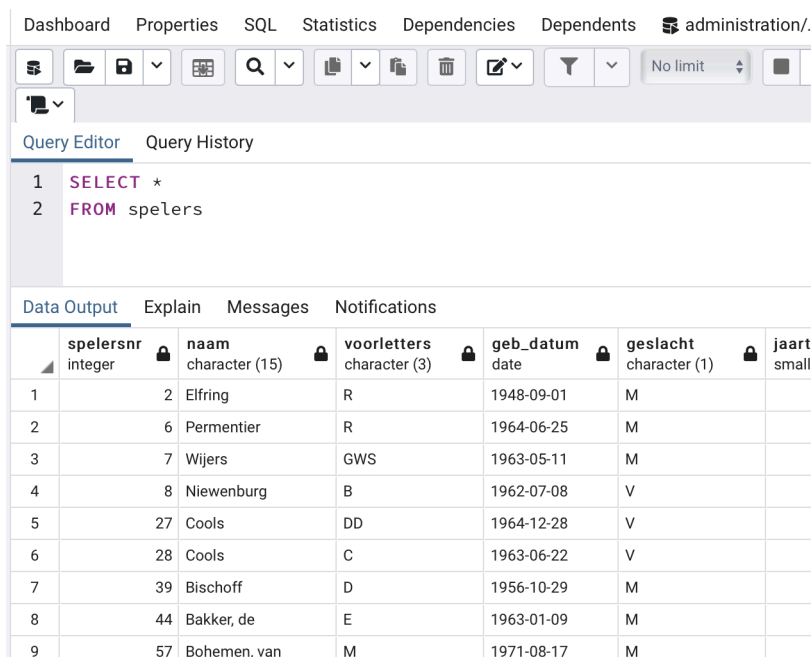 Dashboard Properties SQL Statistics Dependencies Dependents administration/.
No limit
Query Editor Query History
1 SELECT *
2 FROM spelers
Data Output Explain Messages Notifications
spelersnr naam voorletters geb_datum geslacht jaart
integer character (15) character (3) date character (1) small
1 2 Elfring R 1948-09-01 M
2 6 Permentier R 1964-06-25 M
3 7 Wijers GWS 1963-05-11 M
4 8 Niewenburg B 1962-07-08 V
5 27 Cools DD 1964-12-28 V
6 28 Cools C 1963-06-22 V
7 39 Bischoff D 1956-10-29 M
8 44 Bakker, de E 1963-01-09 M
9 57 Bohemen, van M 1971-08-17 M